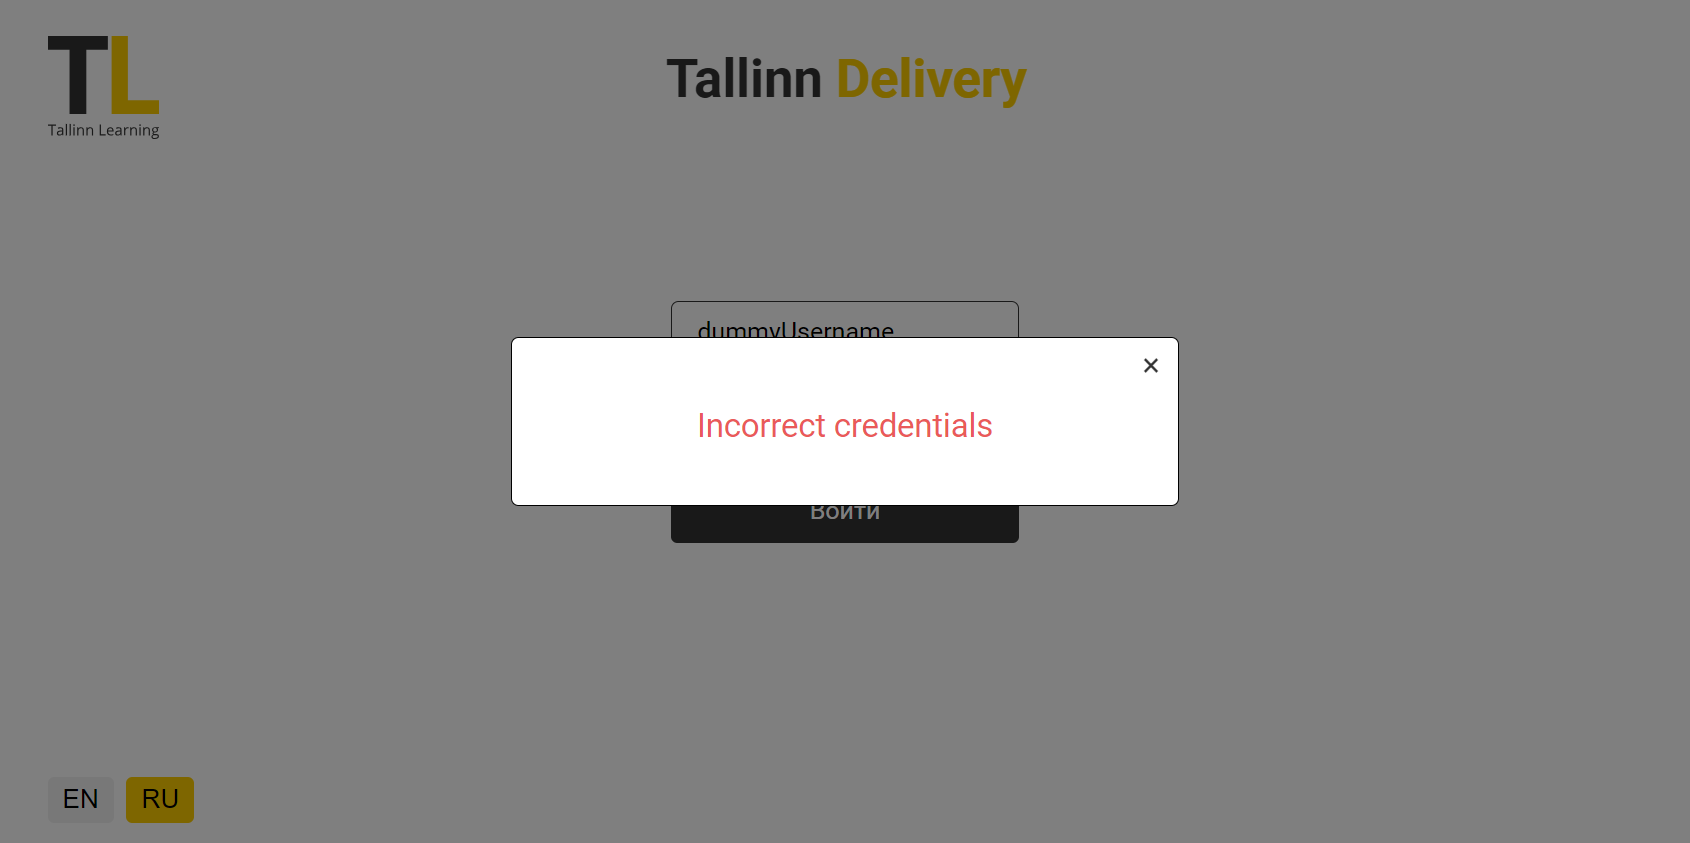 TL
Tallinn Learning
Tallinn Delivery
dummyUsername
×
Incorrect credentials
Войти
EN RU